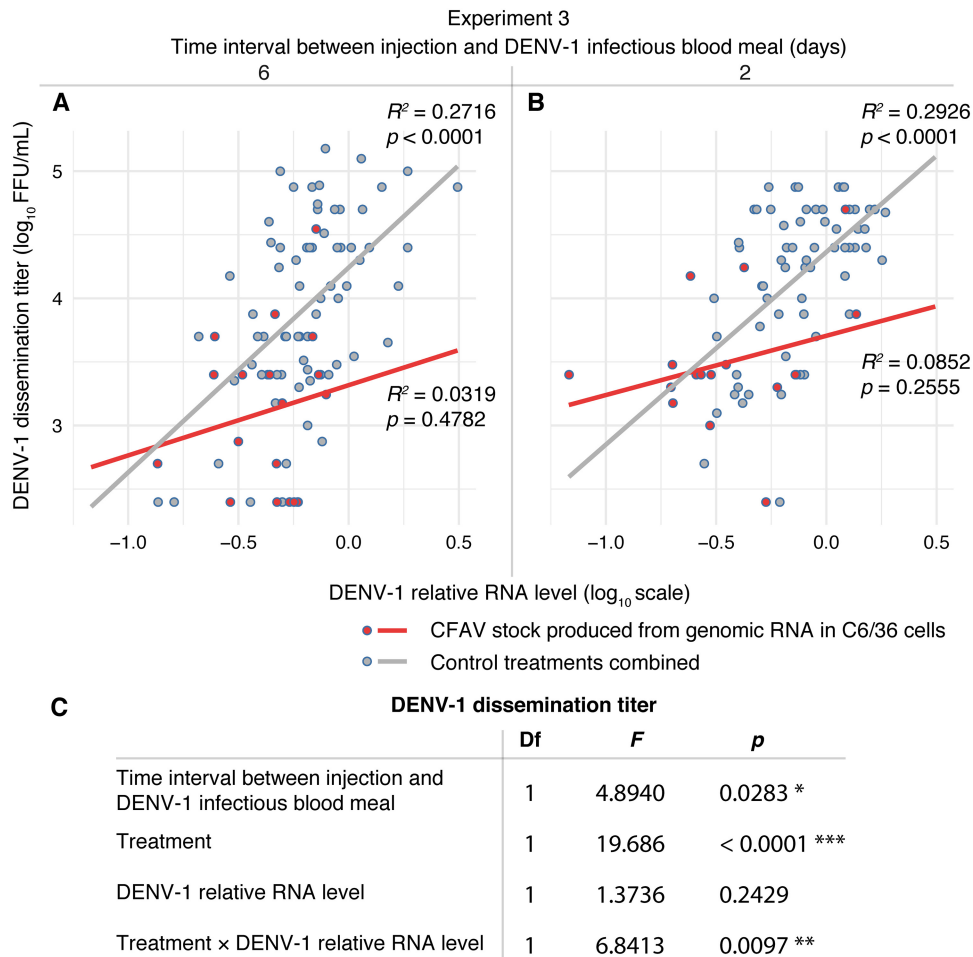 Experiment 3
Time interval between injection and DENV-1 infectious blood meal (days)
6
2
A
R² = 0.2716
p < 0.0001
R² = 0.0319
p = 0.4782
B
R² = 0.2926
p < 0.0001
R² = 0.0852
p = 0.2555
DENV-1 dissemination titer (log₁₀ FFU/mL)
5
4
3
−1.0 −0.5 0.0 0.5
−1.0 −0.5 0.0 0.5
DENV-1 relative RNA level (log₁₀ scale)
CFAV stock produced from genomic RNA in C6/36 cells
Control treatments combined
C
DENV-1 dissemination titer
Df F p
Time interval between injection and
DENV-1 infectious blood meal 1 4.8940 0.0283 *
Treatment 1 19.686 < 0.0001 ***
DENV-1 relative RNA level 1 1.3736 0.2429
Treatment × DENV-1 relative RNA level 1 6.8413 0.0097 **